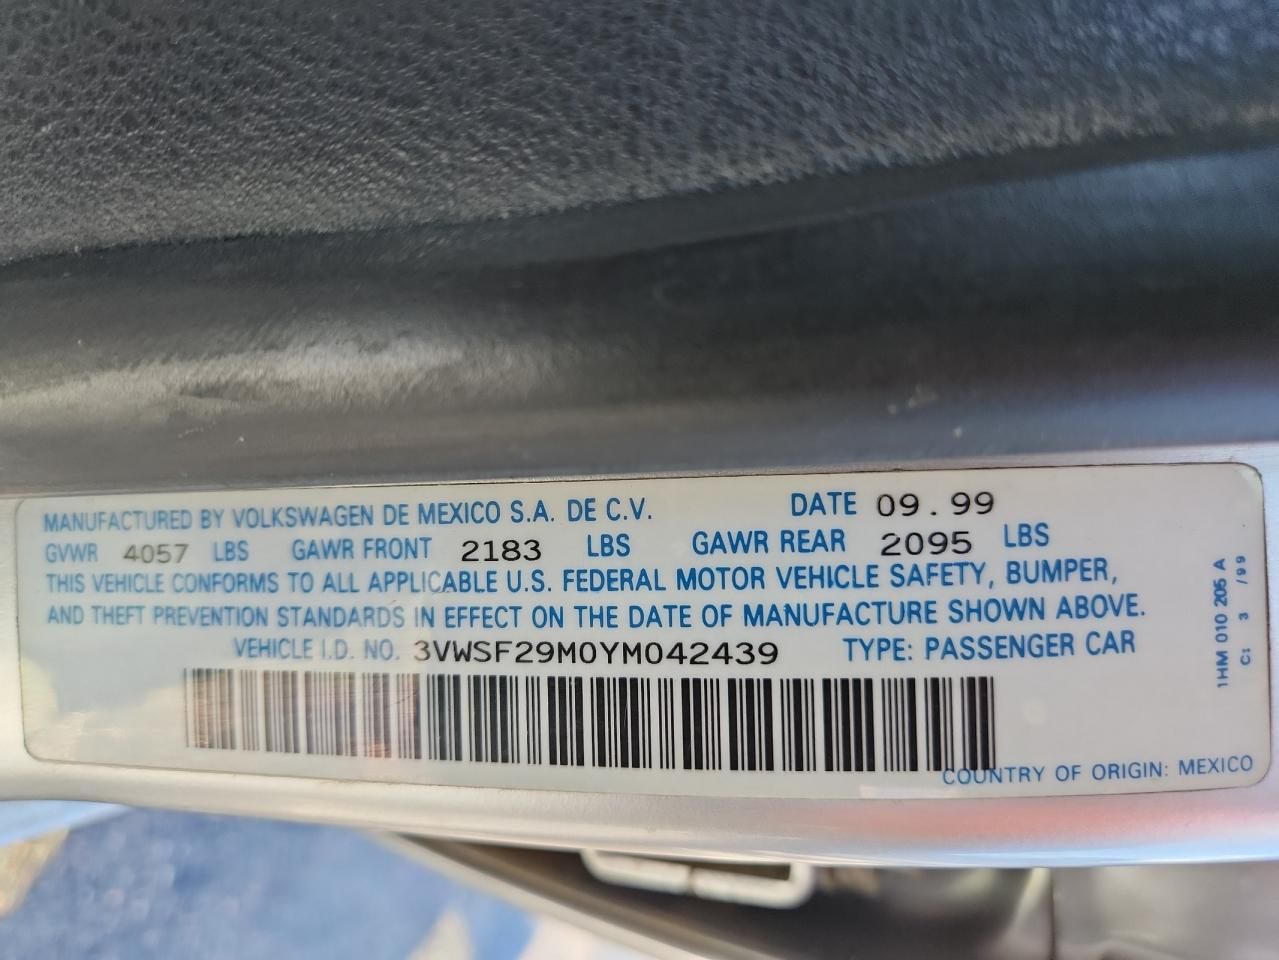 MANUFACTURED BY VOLKSWAGEN DE MEXICO S.A. DE C.V. DATE 09.99
GVWR 4057 LBS GAWR FRONT 2183 LBS GAWR REAR 2095 LBS
THIS VEHICLE CONFORMS TO ALL APPLICABLE U.S. FEDERAL MOTOR VEHICLE SAFETY, BUMPER,
AND THEFT PREVENTION STANDARDS IN EFFECT ON THE DATE OF MANUFACTURE SHOWN ABOVE.
VEHICLE I.D. NO. 3VWSF29M0YM042439 TYPE: PASSENGER CAR
COUNTRY OF ORIGIN: MEXICO
1HM 010 205 A
C: 3 /99